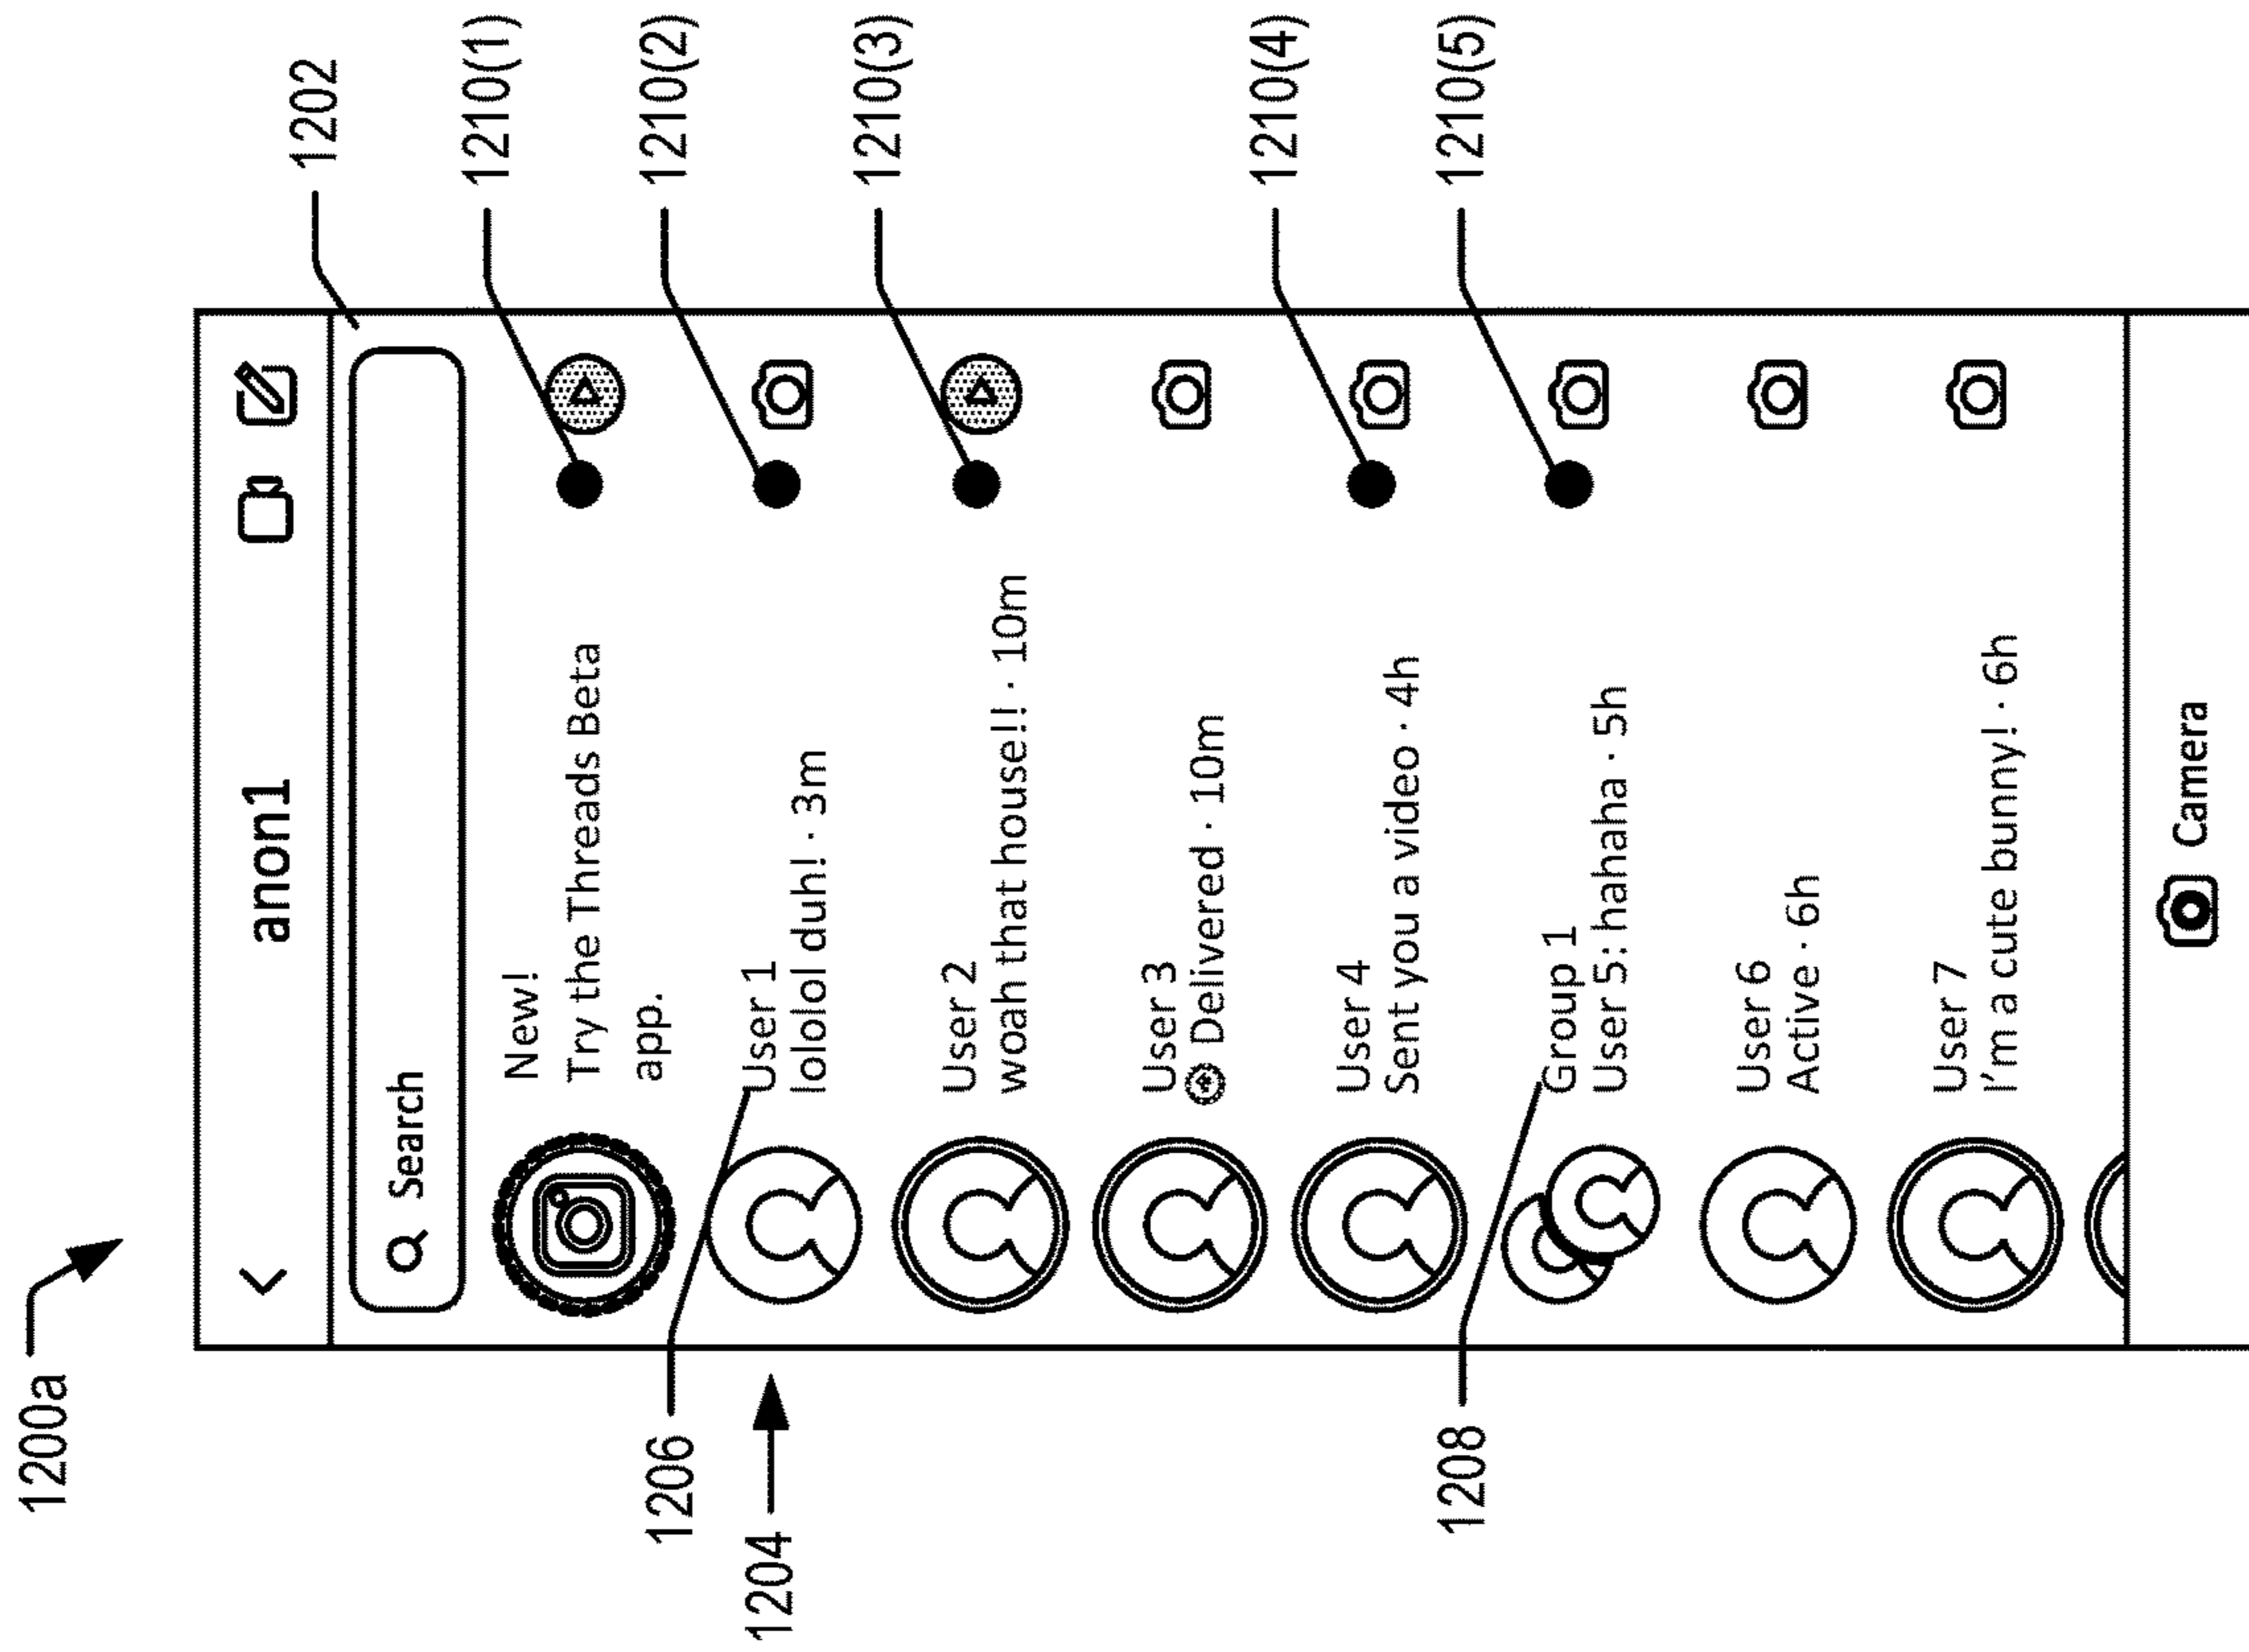 1200a
anon1
1202
Search
New!
Try the Threads Beta
app.
1210(1)
1206
User 1
lololol duh! · 3m
1210(2)
1204
User 2
woah that house!! · 10m
1210(3)
User 3
Delivered · 10m
User 4
Sent you a video · 4h
1210(4)
1208
Group 1
User 5: hahaha · 5h
1210(5)
User 6
Active · 6h
User 7
I'm a cute bunny! · 6h
Camera